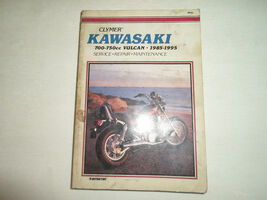 CLYMER
KAWASAKI
700-750cc VULCAN • 1985-1995
SERVICE • REPAIR • MAINTENANCE